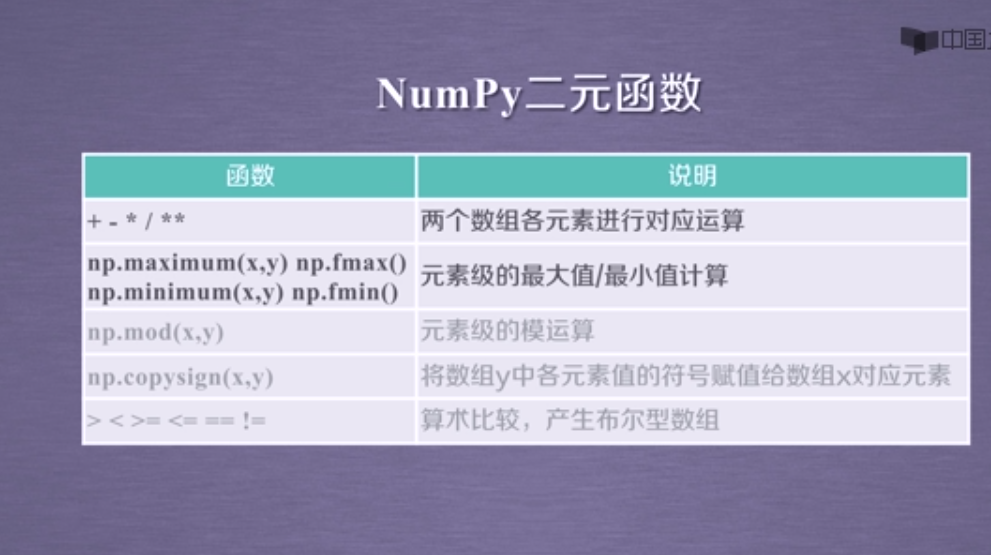 中国
NumPy二元函数
函数 说明
+ - * / ** 两个数组各元素进行对应运算
np.maximum(x,y) np.fmax()
np.minimum(x,y) np.fmin() 元素级的最大值/最小值计算
np.mod(x,y) 元素级的模运算
np.copysign(x,y) 将数组y中各元素值的符号赋值给数组x对应元素
> < >= <= == != 算术比较，产生布尔型数组